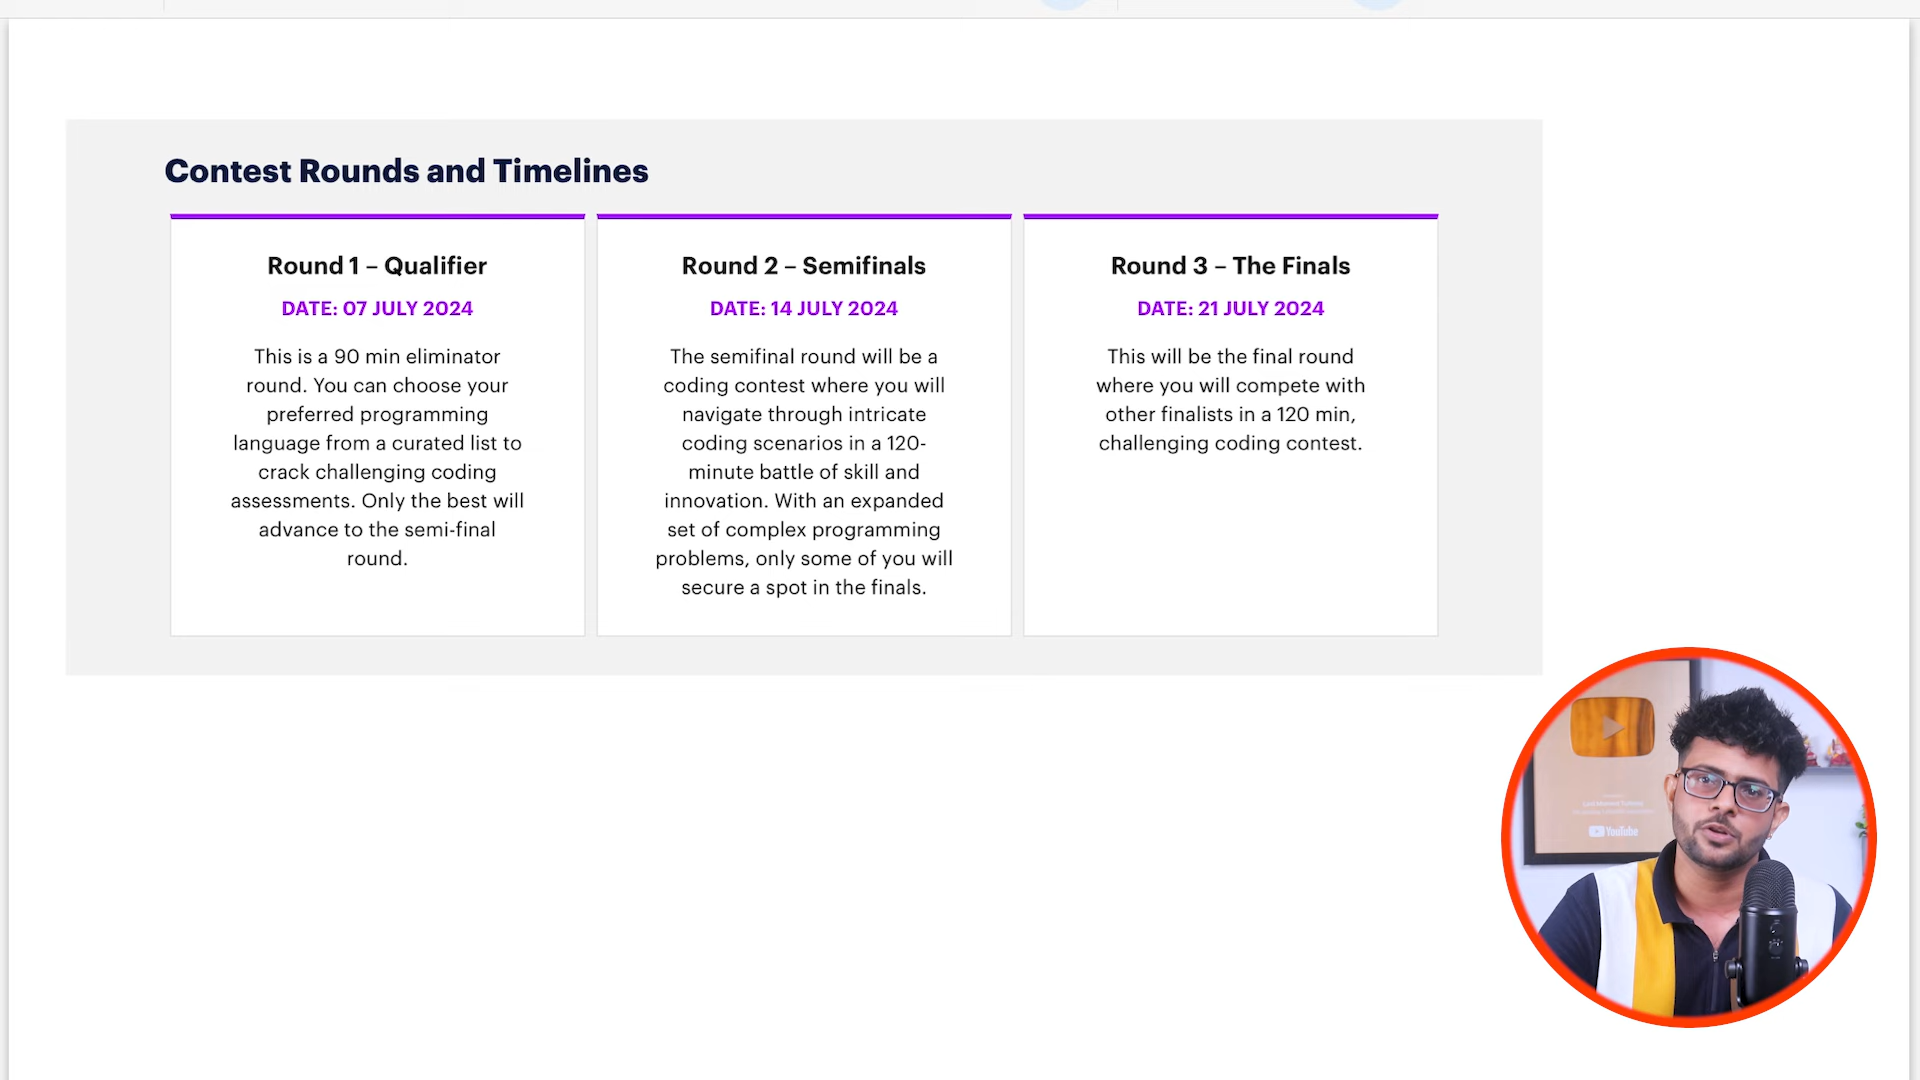 Contest Rounds and Timelines
Round 1 – Qualifier
DATE: 07 JULY 2024
This is a 90 min eliminator
round. You can choose your
preferred programming
language from a curated list to
crack challenging coding
assessments. Only the best will
advance to the semi-final
round.
Round 2 – Semifinals
DATE: 14 JULY 2024
The semifinal round will be a
coding contest where you will
navigate through intricate
coding scenarios in a 120-
minute battle of skill and
innovation. With an expanded
set of complex programming
problems, only some of you will
secure a spot in the finals.
Round 3 – The Finals
DATE: 21 JULY 2024
This will be the final round
where you will compete with
other finalists in a 120 min,
challenging coding contest.
YouTube